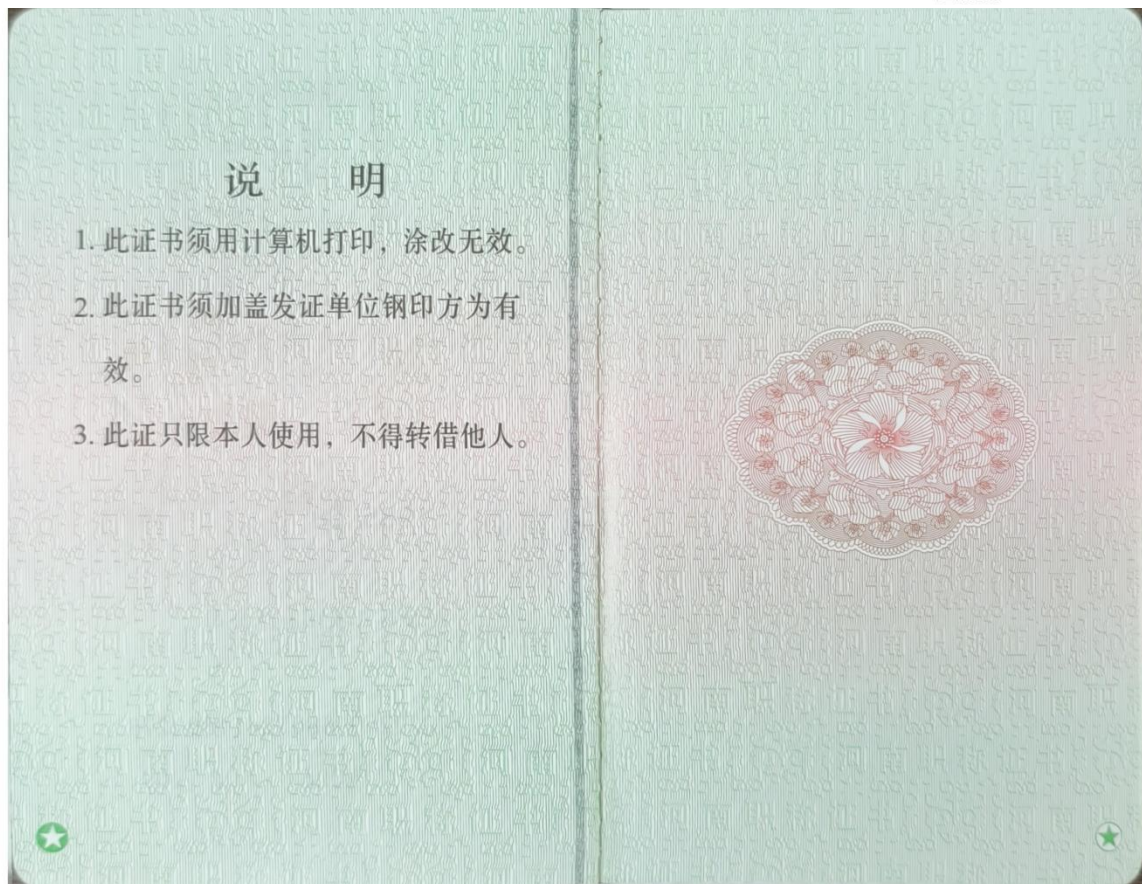 说 明
1. 此证书须用计算机打印，涂改无效。
2. 此证书须加盖发证单位钢印方为有
效。
3. 此证只限本人使用，不得转借他人。